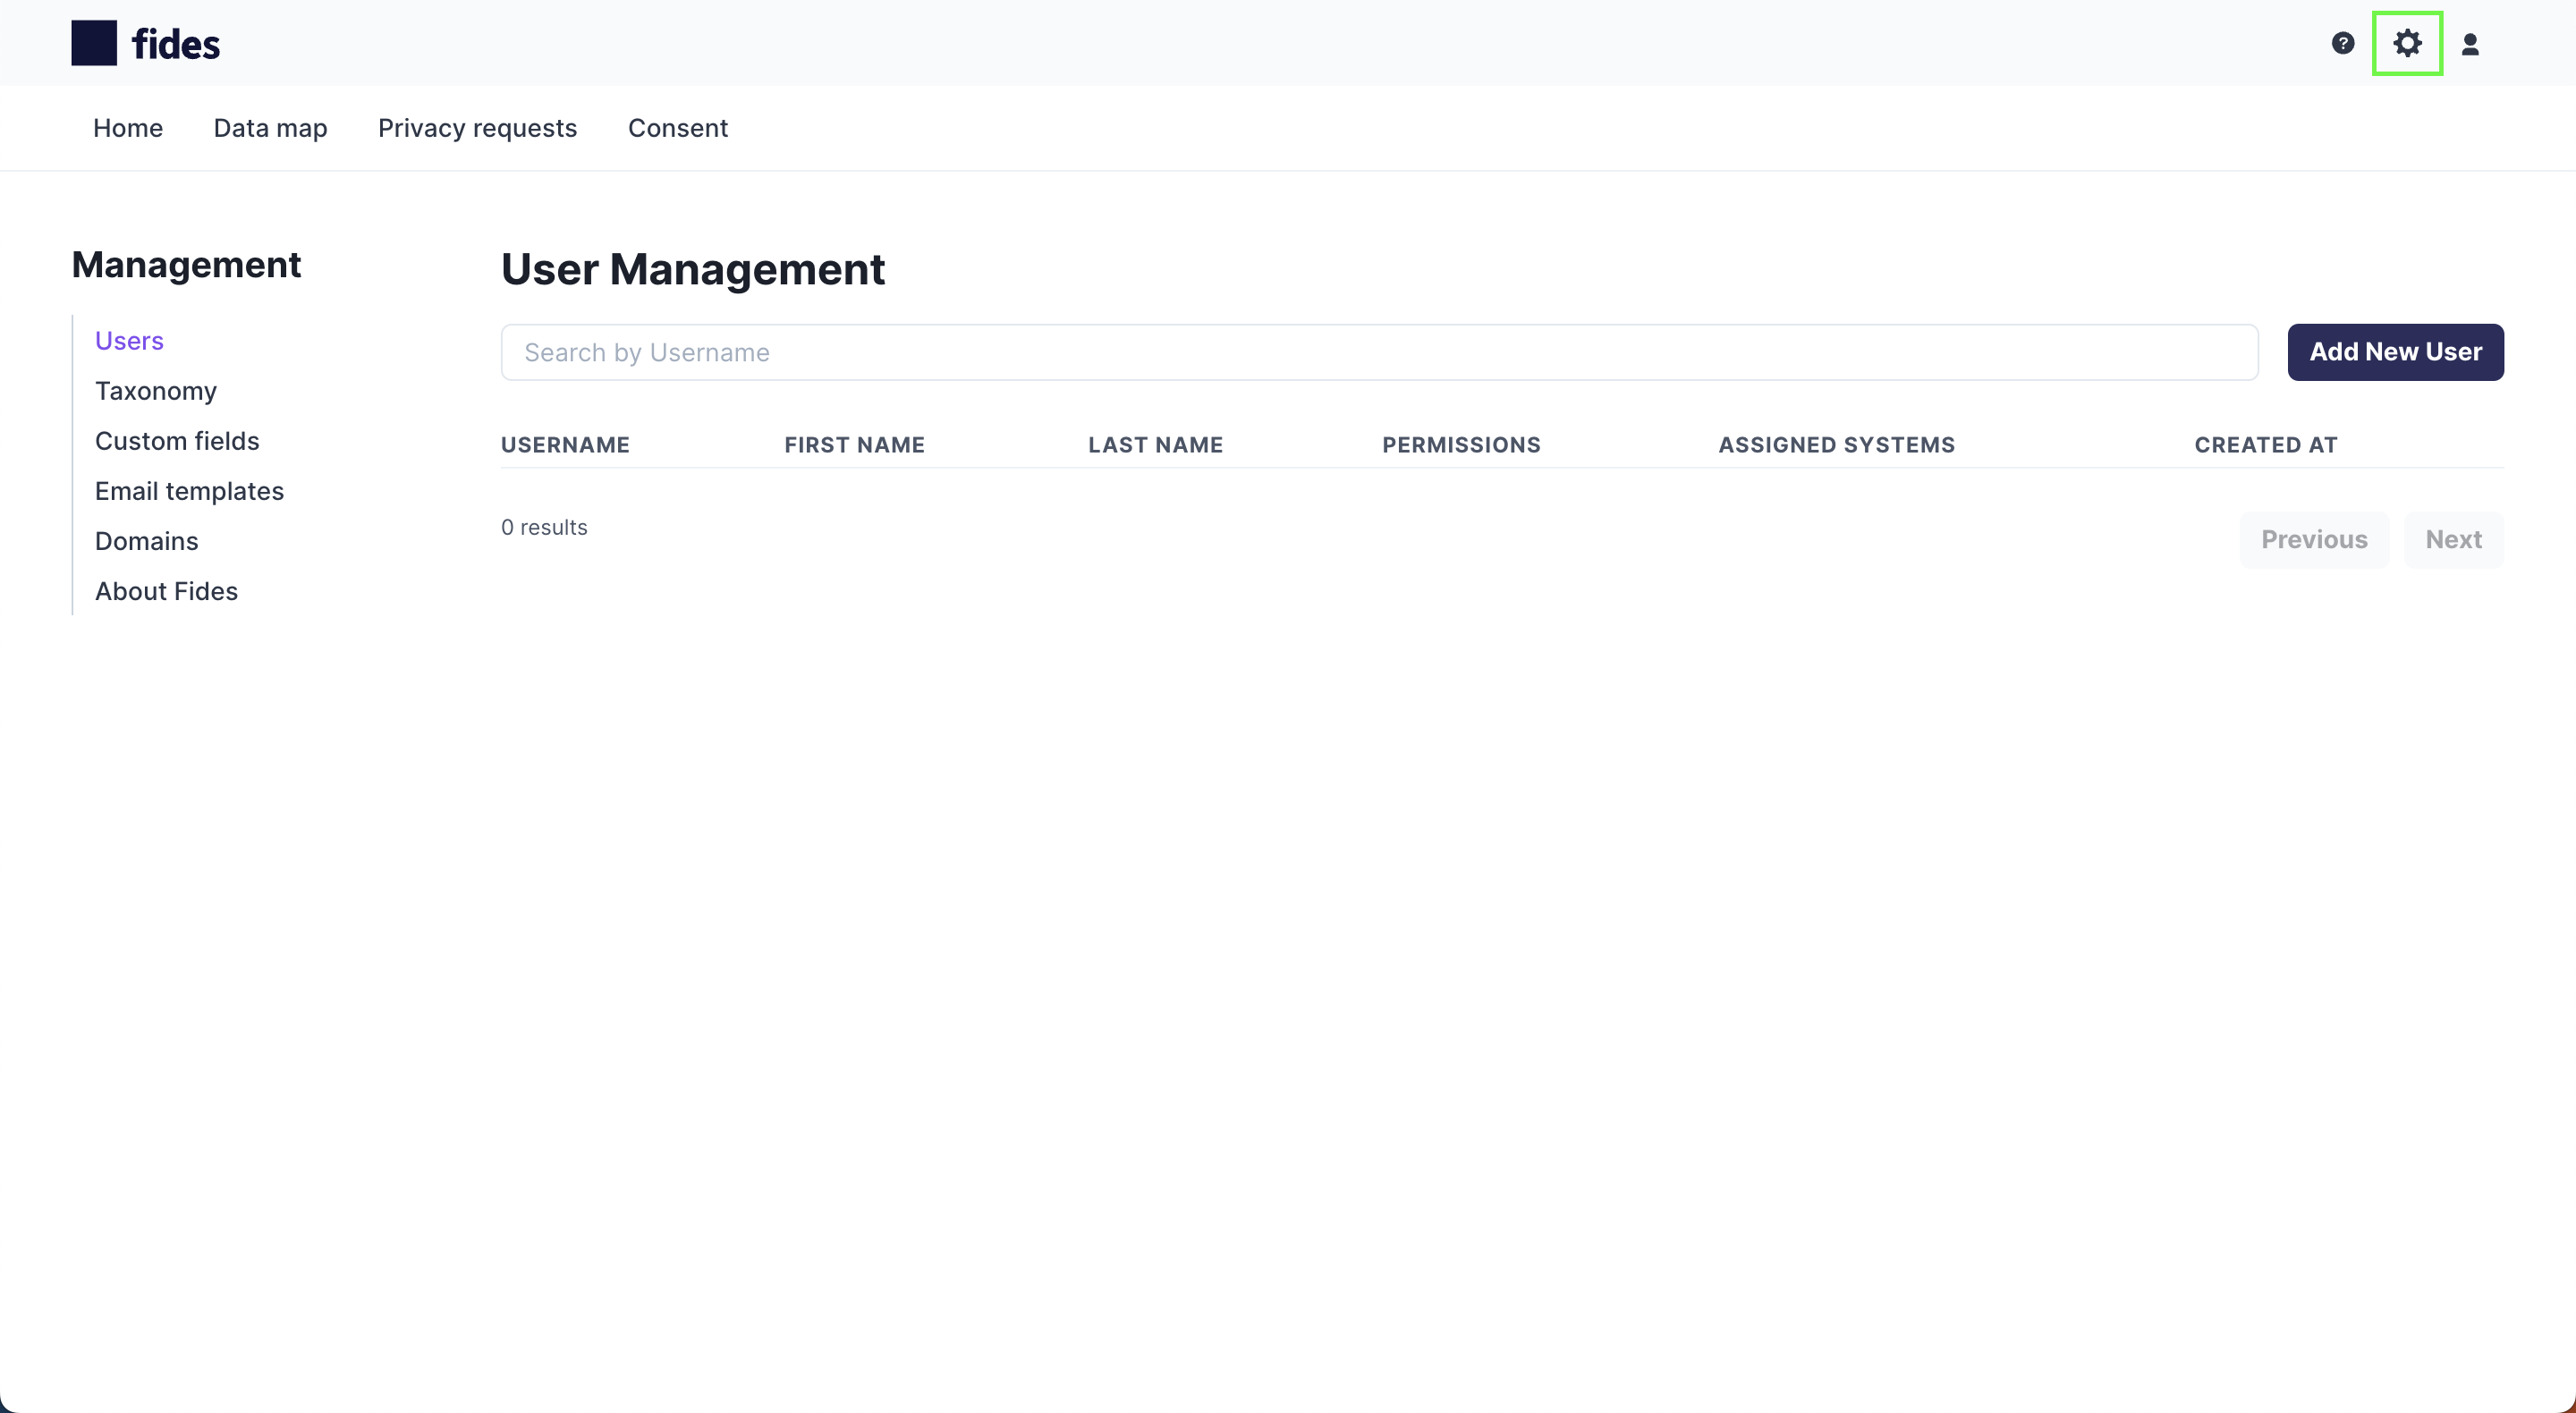 fides
?
Home Data map Privacy requests Consent
Management
Users
Taxonomy
Custom fields
Email templates
Domains
About Fides
User Management
Search by Username
Add New User
USERNAME FIRST NAME LAST NAME PERMISSIONS ASSIGNED SYSTEMS CREATED AT
0 results
Previous Next